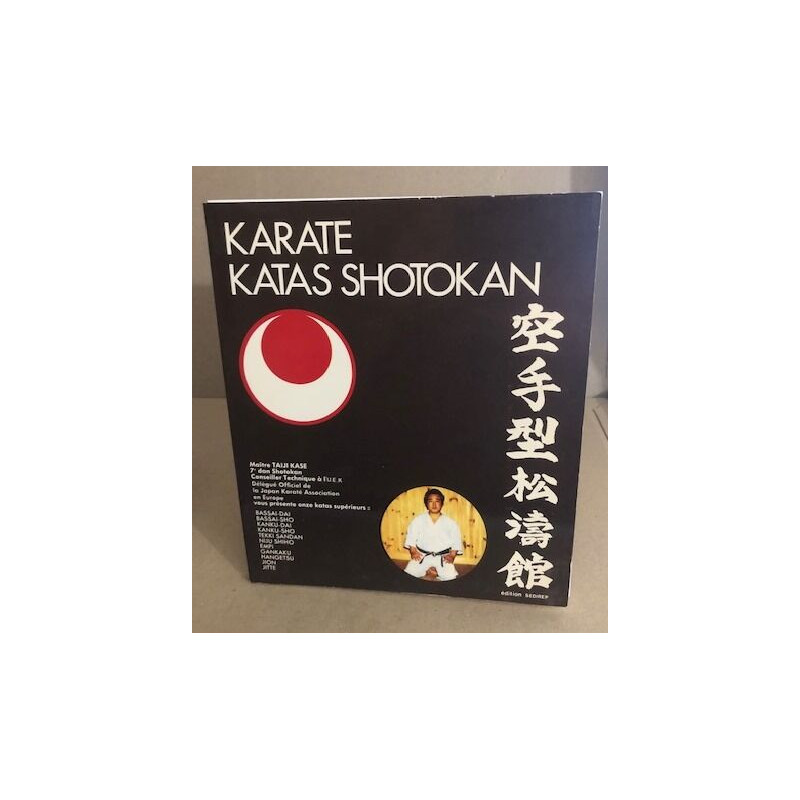 KARATE
KATAS SHOTOKAN
空手型松濤館
Maître TAIJI KASE
7e dan Shotokan
Conseiller Technique à l'U.E.K
Délégué Officiel de
la Japan Karaté Association
en Europe
vous présente onze katas supérieurs :
BASSAI-DAI
BASSAI-SHO
KANKU-DAI
KANKU-SHO
TEKKI SANDAN
NIJU SHIHO
EMPI
GANKAKU
HANGETSU
JION
JITTE
édition SEDIREP